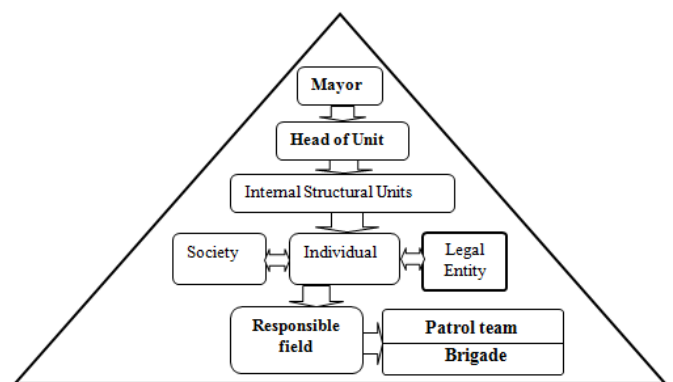 Mayor
Head of Unit
Internal Structural Units
Society
Individual
Legal
Entity
Responsible
field
Patrol team
Brigade